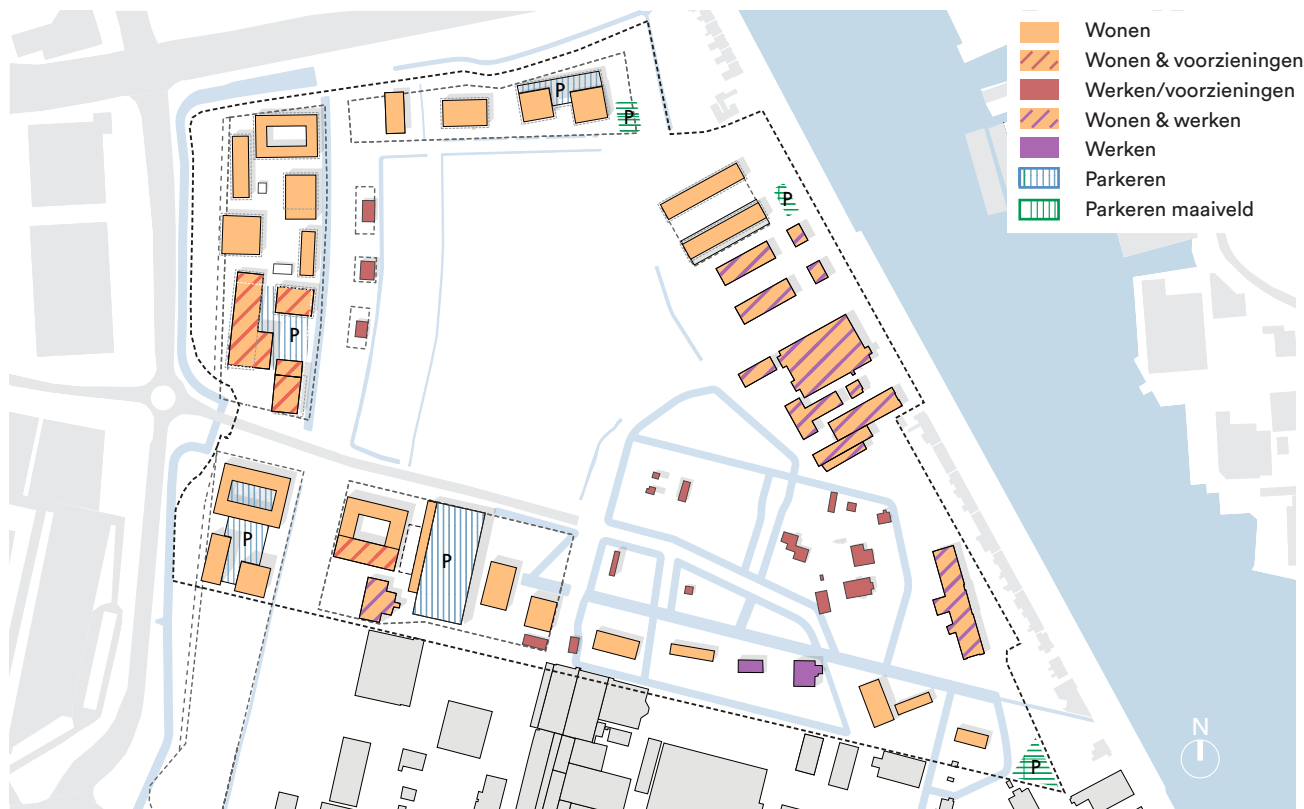 Wonen
Wonen & voorzieningen
Werken/voorzieningen
Wonen & werken
Werken
Parkeren
Parkeren maaiveld
P
P
P
P
P
P
P
N